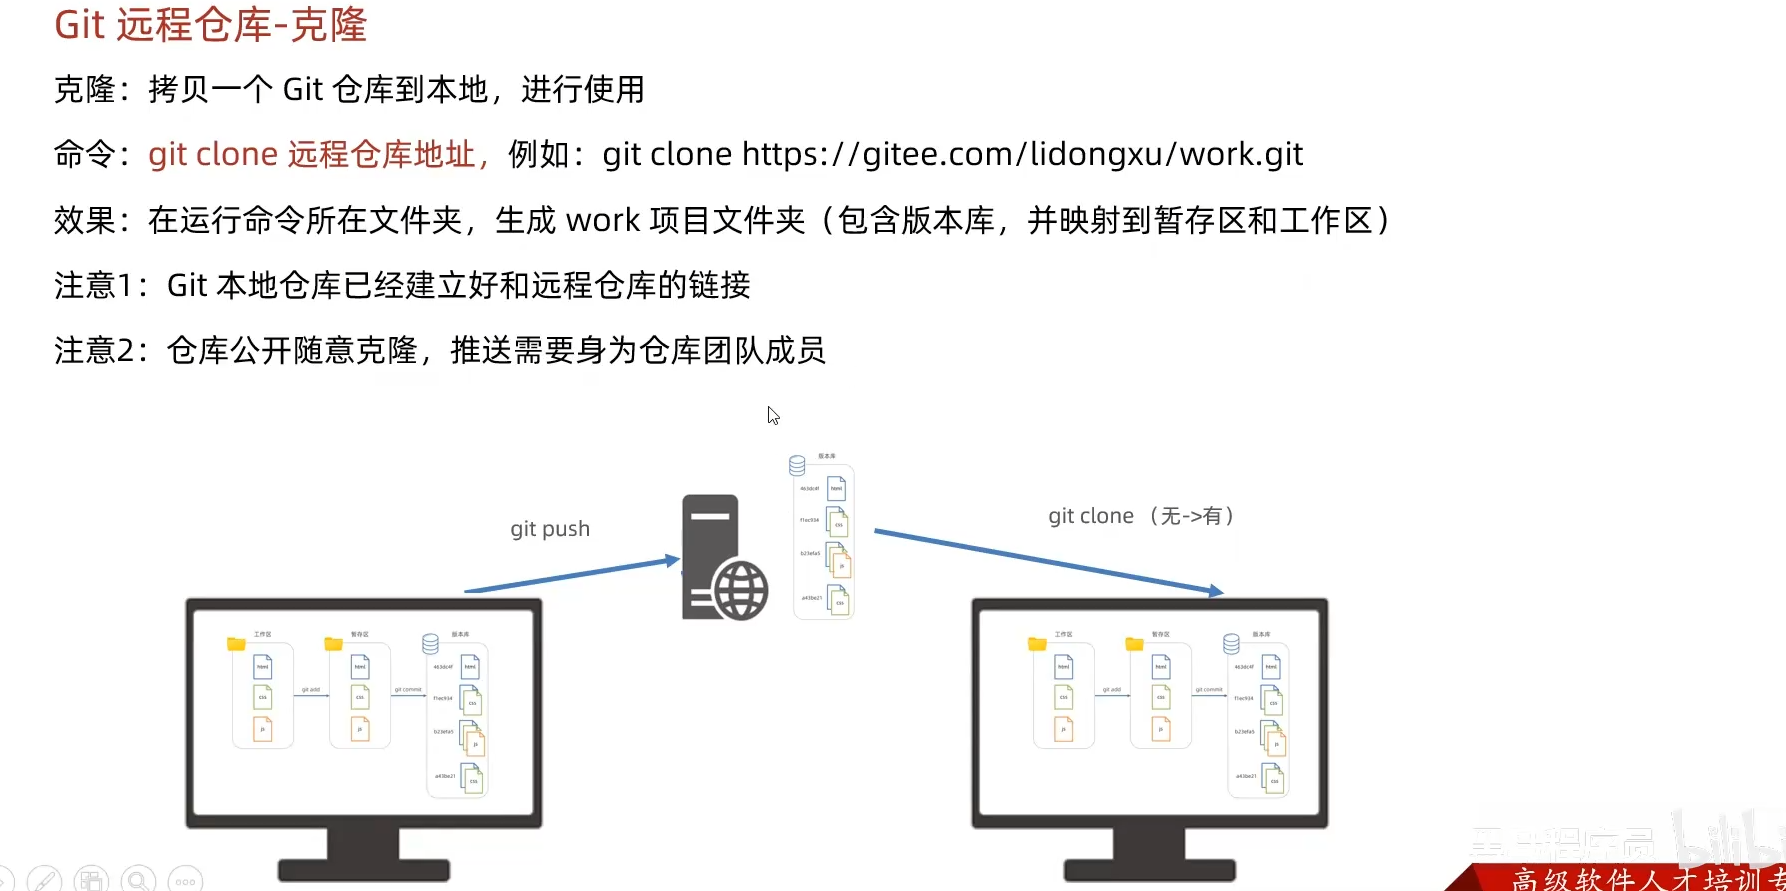 Git 远程仓库-克隆
克隆：拷贝一个 Git 仓库到本地，进行使用
命令：git clone 远程仓库地址，例如：git clone https://gitee.com/lidongxu/work.git
效果：在运行命令所在文件夹，生成 work 项目文件夹（包含版本库，并映射到暂存区和工作区）
注意1：Git 本地仓库已经建立好和远程仓库的链接
注意2：仓库公开随意克隆，推送需要身为仓库团队成员
版本库
463dc4f html
f1ec934 css
b23efa5 js
a43be21 css
git push
git clone （无->有）
工作区 暂存区 版本库
html html 463dc4f html
css git add css git commit f1ec934 css
js js b23efa5 js
a43be21 css
工作区 暂存区 版本库
html html 463dc4f html
css git add css git commit f1ec934 css
js js b23efa5 js
a43be21 css
程序员 bilibi
高级软件人才培训